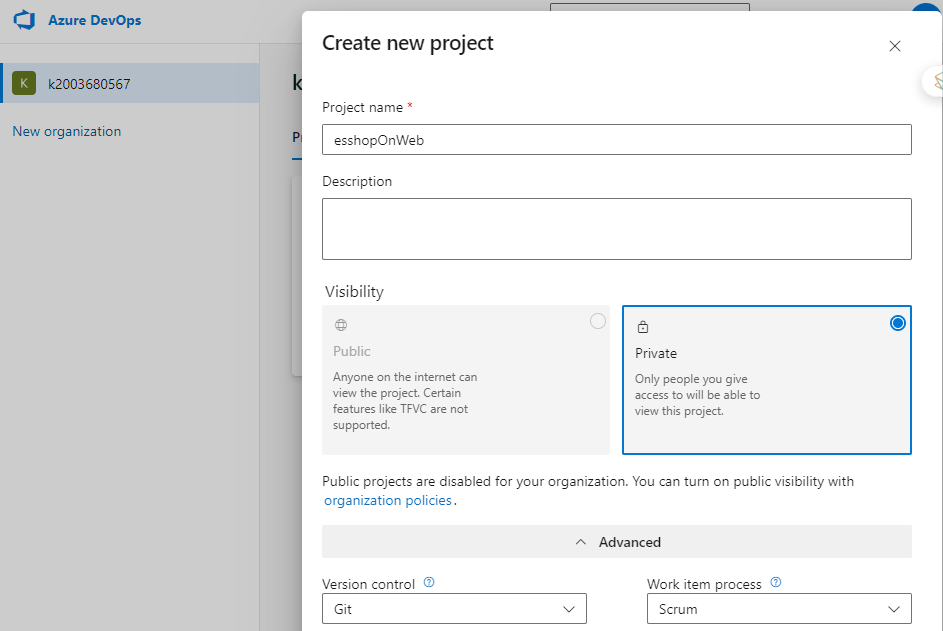 Azure DevOps
K
k2003680567
New organization
k
P
Create new project
Project name *
esshopOnWeb
Description
Visibility
Public
Anyone on the internet can
view the project. Certain
features like TFVC are not
supported.
Private
Only people you give
access to will be able to
view this project.
Public projects are disabled for your organization. You can turn on public visibility with
organization policies.
Advanced
Version control ?
Git
Work item process ?
Scrum